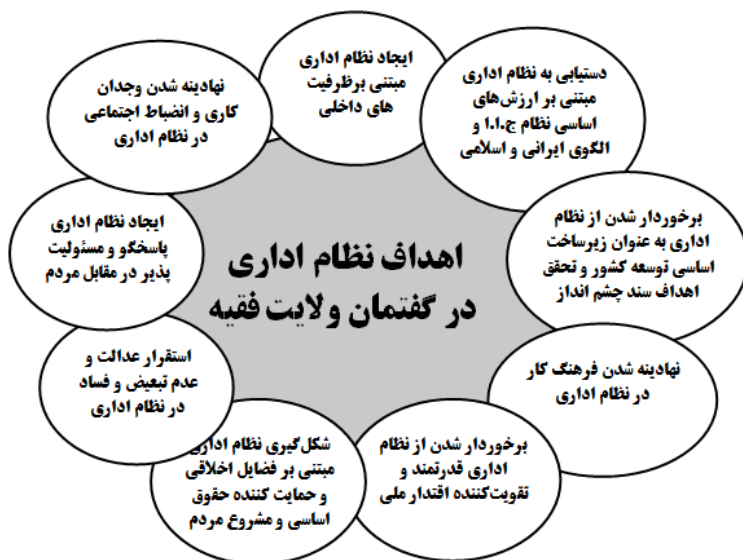 اهداف نظام اداری
در گفتمان ولایت فقیه
ایجاد نظام اداری
مبتنی برظرفیت
های داخلی
دستیابی به نظام اداری
مبتنی بر ارزش‌های
اساسی نظام ج.ا.ا و
الگوی ایرانی و اسلامی
برخوردار شدن از نظام
اداری به عنوان زیرساخت
اساسی توسعه کشور و تحقق
اهداف سند چشم انداز
نهادینه شدن فرهنگ کار
در نظام اداری
برخوردار شدن از نظام
اداری قدرتمند و
تقویت‌کننده اقتدار ملی
شکل‌گیری نظام اداری
مبتنی بر فضایل اخلاقی
و حمایت کننده حقوق
اساسی و مشروع مردم
استقرار عدالت و
عدم تبعیض و فساد
در نظام اداری
ایجاد نظام اداری
پاسخگو و مسئولیت
پذیر در مقابل مردم
نهادینه شدن وجدان
کاری و انضباط اجتماعی
در نظام اداری